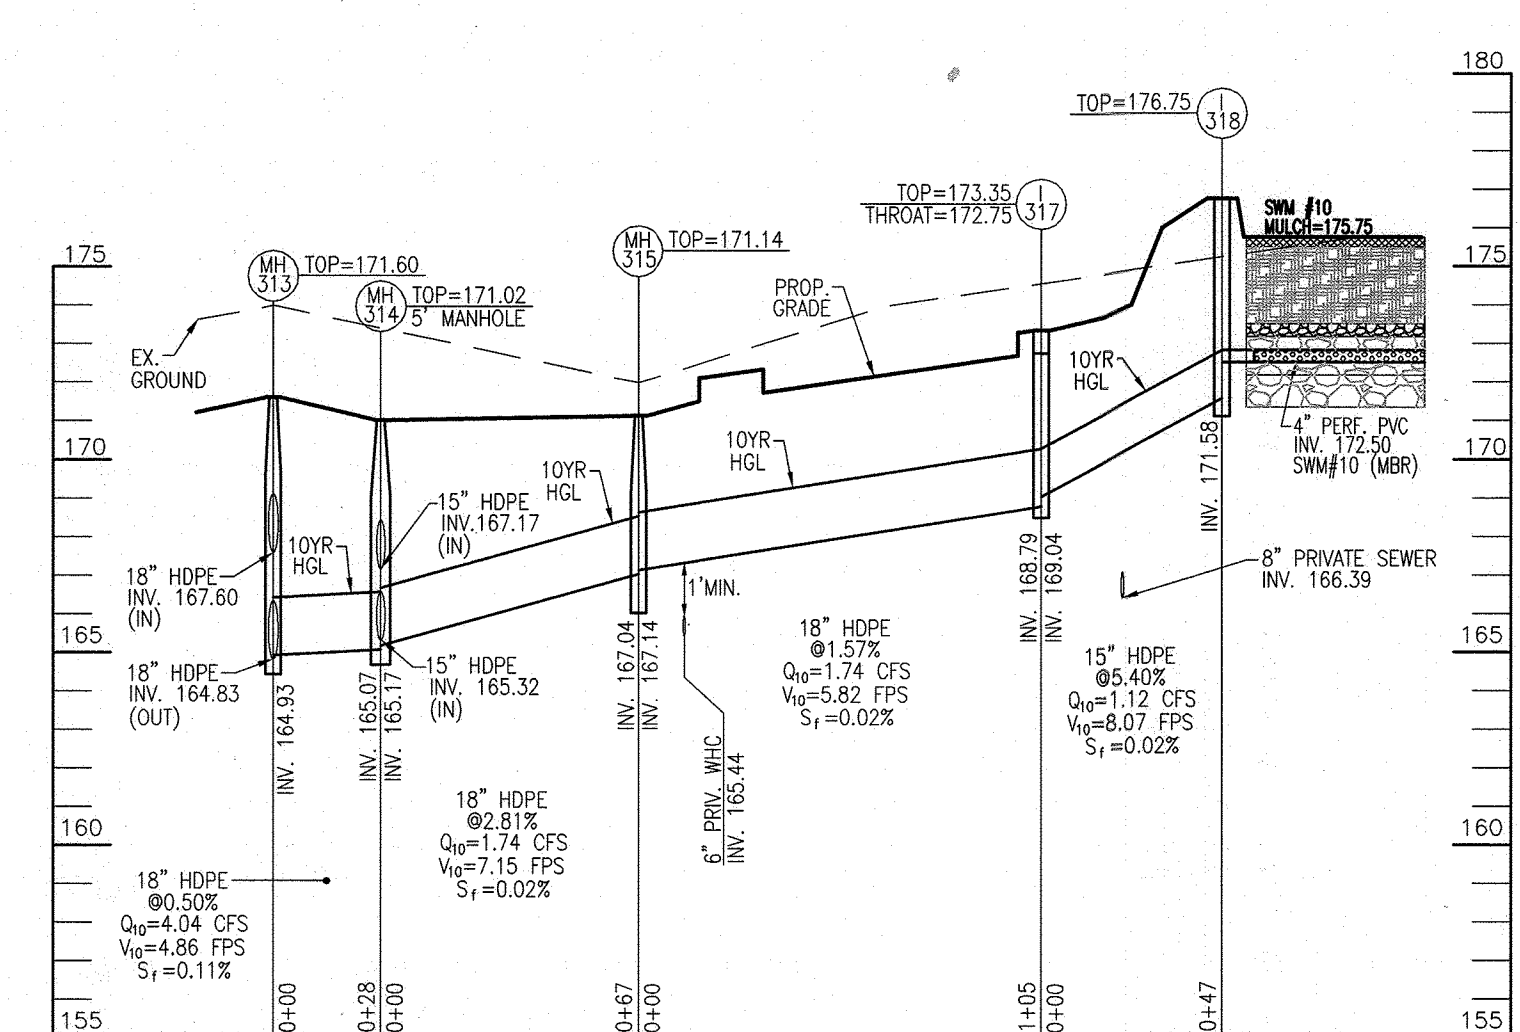 180
TOP=176.75
I
318
TOP=173.35
THROAT=172.75
I
317
SWM #10
MULCH=175.75
175
MH
313
TOP=171.60
MH
314
TOP=171.02
5' MANHOLE
MH
315
TOP=171.14
175
PROP.
GRADE
EX.
GROUND
10YR
HGL
10YR
HGL
10YR
HGL
10YR
HGL
170
170
4" PERF. PVC
INV. 172.50
SWM#10 (MBR)
INV. 171.58
15" HDPE
INV.167.17
(IN)
18" HDPE
INV. 167.60
(IN)
8" PRIVATE SEWER
INV. 166.39
1'MIN.
165
165
18" HDPE
INV. 164.83
(OUT)
15" HDPE
INV. 165.32
(IN)
INV. 164.93
INV. 165.07
INV. 165.17
INV. 167.04
INV. 167.14
INV. 168.79
INV. 169.04
18" HDPE
@1.57%
Q10=1.74 CFS
V10=5.82 FPS
Sf=0.02%
15" HDPE
@5.40%
Q10=1.12 CFS
V10=8.07 FPS
Sf=0.02%
6" PRIV. WHC
INV. 165.44
18" HDPE
@2.81%
Q10=1.74 CFS
V10=7.15 FPS
Sf=0.02%
160
160
18" HDPE
@0.50%
Q10=4.04 CFS
V10=4.86 FPS
Sf=0.11%
0+00
0+28
0+00
0+67
0+00
1+05
0+00
0+47
155
155